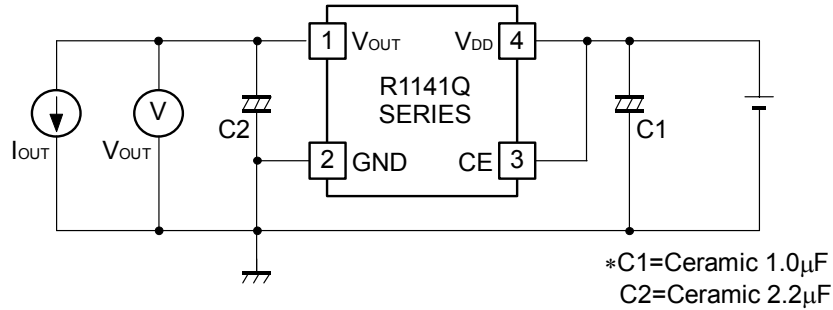 1
VOUT
VDD
4
R1141Q
SERIES
IOUT
V
VOUT
C2
C1
2
GND
CE
3
*C1=Ceramic 1.0μF
C2=Ceramic 2.2μF